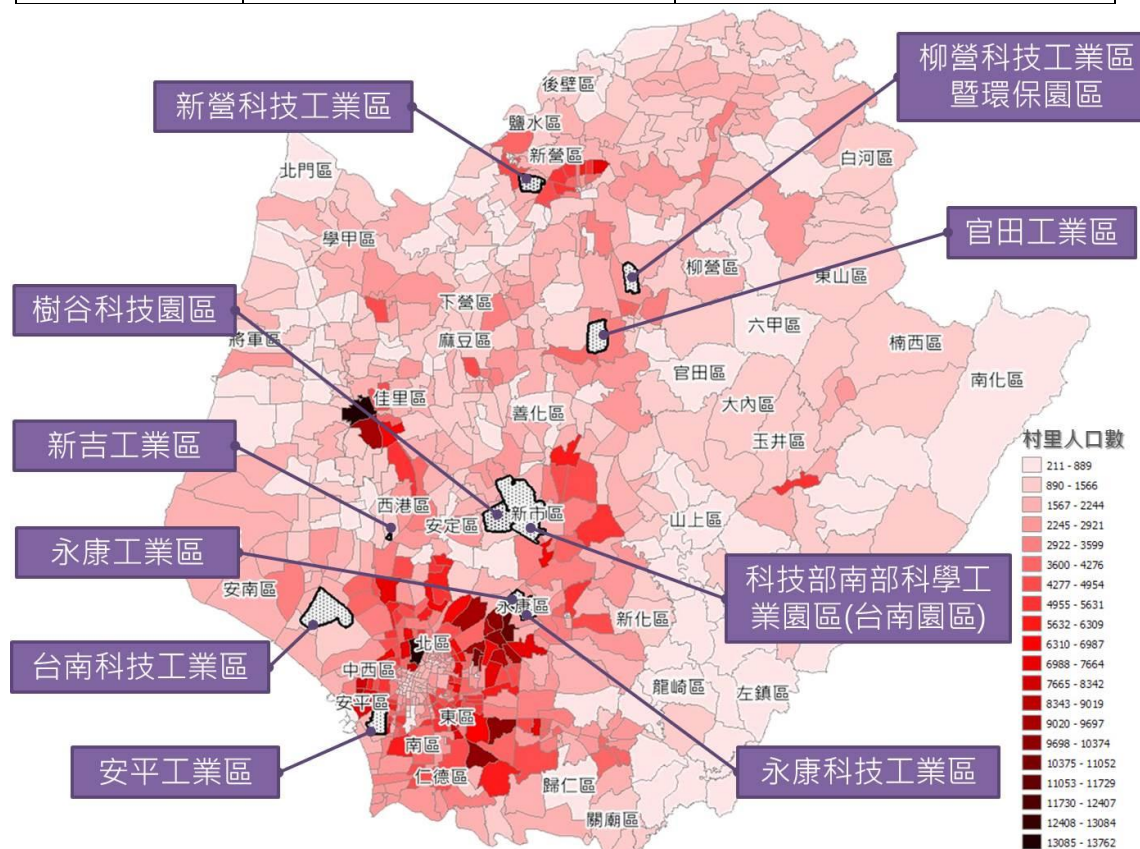 柳營科技工業區
暨環保園區
新營科技工業區
後壁區
鹽水區
新營區
白河區
北門區
官田工業區
學甲區
柳營區
東山區
樹谷科技園區
下營區
六甲區
將軍區
麻豆區
楠西區
官田區
南化區
佳里區
大內區
善化區
玉井區
新吉工業區
村里人口數
211 - 889
890 - 1566
1567 - 2244
2245 - 2921
2922 - 3599
3600 - 4276
4277 - 4954
4955 - 5631
5632 - 6309
6310 - 6987
6988 - 7664
7665 - 8342
8343 - 9019
9020 - 9697
9698 - 10374
10375 - 11052
11053 - 11729
11730 - 12407
12408 - 13084
13085 - 13762
西港區
安定區
新市區
山上區
永康工業區
科技部南部科學工
業園區(台南園區)
安南區
永康區
新化區
北區
台南科技工業區
中西區
龍崎區
左鎮區
安平區
東區
南區
安平工業區
仁德區
歸仁區
永康科技工業區
關廟區